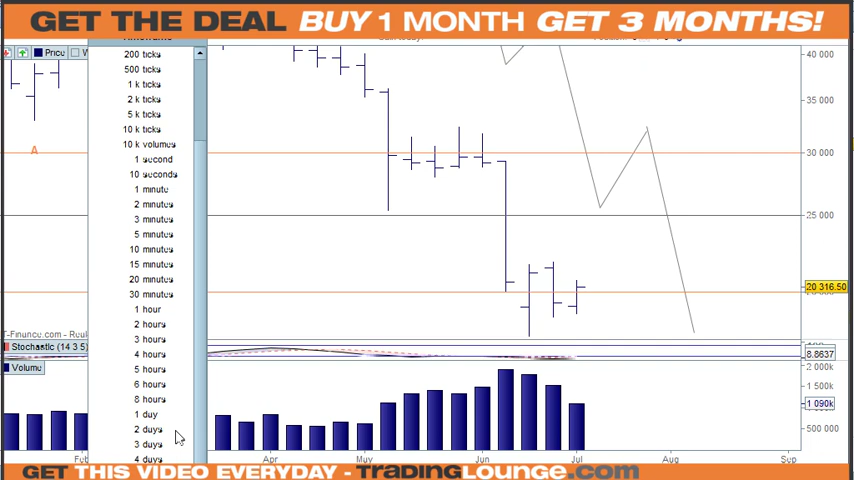 GET THE DEAL BUY 1 MONTH GET 3 MONTHS!
Price
200 ticks
500 ticks
1 k ticks
2 k ticks
5 k ticks
10 k ticks
10 k volumes
1 second
10 seconds
1 minute
2 minutes
3 minutes
5 minutes
10 minutes
15 minutes
20 minutes
30 minutes
1 hour
2 hours
3 hours
4 hours
5 hours
6 hours
8 hours
1 day
2 days
3 days
4 days
A
40 000
35 000
30 000
25 000
20 316.50
T-Finance.com
Stochastic (14 3 5)
8.8637
Volume
2 000k
1 500k
1 090k
500 000
Feb
Apr
May
Jun
Jul
Aug
Sep
GET THIS VIDEO EVERYDAY - TradingLounge.com